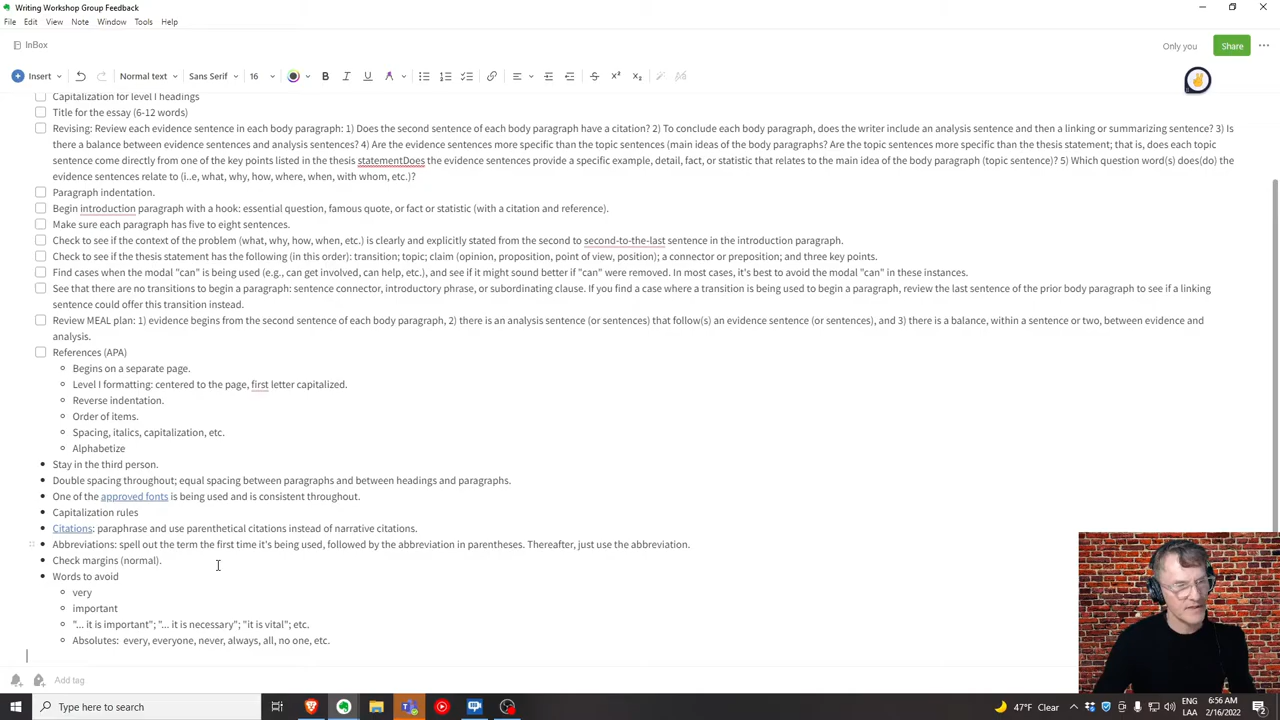 Writing Workshop Group Feedback
File Edit View Note Window Tools Help
InBox
Only you
Share
Insert
Normal text
Sans Serif
16
Capitalization for level I headings
Title for the essay (6-12 words)
Revising: Review each evidence sentence in each body paragraph: 1) Does the second sentence of each body paragraph have a citation? 2) To conclude each body paragraph, does the writer include an analysis sentence and then a linking or summarizing sentence? 3) Is
there a balance between evidence sentences and analysis sentences? 4) Are the evidence sentences more specific than the topic sentences (main ideas of the body paragraphs? Are the topic sentences more specific than the thesis statement; that is, does each topic
sentence come directly from one of the key points listed in the thesis statementDoes the evidence sentences provide a specific example, detail, fact, or statistic that relates to the main idea of the body paragraph (topic sentence)? 5) Which question word(s) does(do) the
evidence sentences relate to (i..e, what, why, how, where, when, with whom, etc.)?
Paragraph indentation.
Begin introduction paragraph with a hook: essential question, famous quote, or fact or statistic (with a citation and reference).
Make sure each paragraph has five to eight sentences.
Check to see if the context of the problem (what, why, how, when, etc.) is clearly and explicitly stated from the second to second-to-the-last sentence in the introduction paragraph.
Check to see if the thesis statement has the following (in this order): transition; topic; claim (opinion, proposition, point of view, position); a connector or preposition; and three key points.
Find cases when the modal "can" is being used (e.g., can get involved, can help, etc.), and see if it might sound better if "can" were removed. In most cases, it's best to avoid the modal "can" in these instances.
See that there are no transitions to begin a paragraph: sentence connector, introductory phrase, or subordinating clause. If you find a case where a transition is being used to begin a paragraph, review the last sentence of the prior body paragraph to see if a linking
sentence could offer this transition instead.
Review MEAL plan: 1) evidence begins from the second sentence of each body paragraph, 2) there is an analysis sentence (or sentences) that follow(s) an evidence sentence (or sentences), and 3) there is a balance, within a sentence or two, between evidence and
analysis.
References (APA)
Begins on a separate page.
Level I formatting: centered to the page, first letter capitalized.
Reverse indentation.
Order of items.
Spacing, italics, capitalization, etc.
Alphabetize
Stay in the third person.
Double spacing throughout; equal spacing between paragraphs and between headings and paragraphs.
One of the approved fonts is being used and is consistent throughout.
Capitalization rules
Citations: paraphrase and use parenthetical citations instead of narrative citations.
Abbreviations: spell out the term the first time it's being used, followed by the abbreviation in parentheses. Thereafter, just use the abbreviation.
Check margins (normal).
Words to avoid
very
important
"... it is important"; "... it is necessary"; "it is vital"; etc.
Absolutes: every, everyone, never, always, all, no one, etc.
Add tag
Type here to search
47°F Clear
ENG
LAA
6:56 AM
2/16/2022